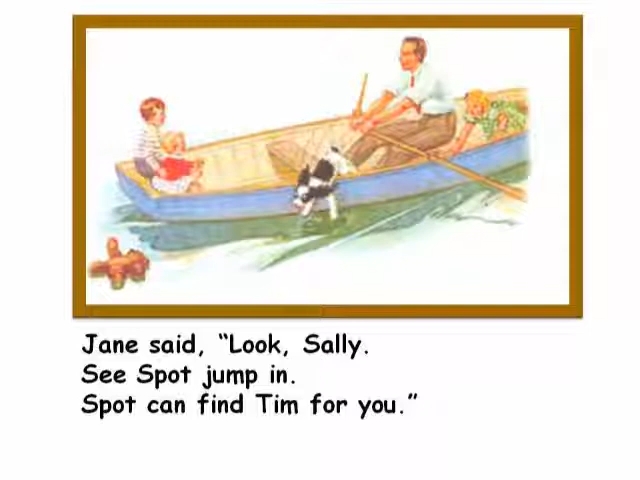 Jane said, “Look, Sally.
See Spot jump in.
Spot can find Tim for you.”